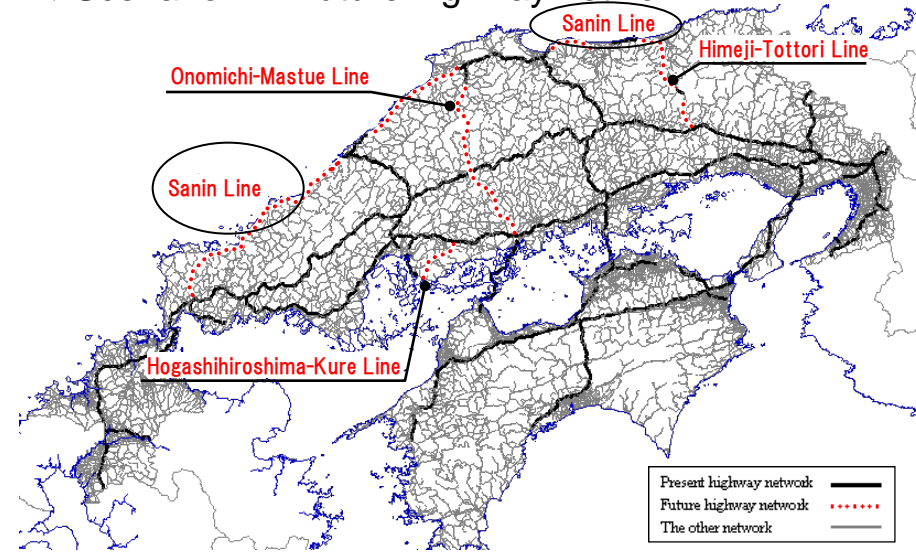 Sanin Line
Himeji-Tottori Line
Onomichi-Mastue Line
Sanin Line
Hogashihiroshima-Kure Line
Present highway network
Future highway network
The other network